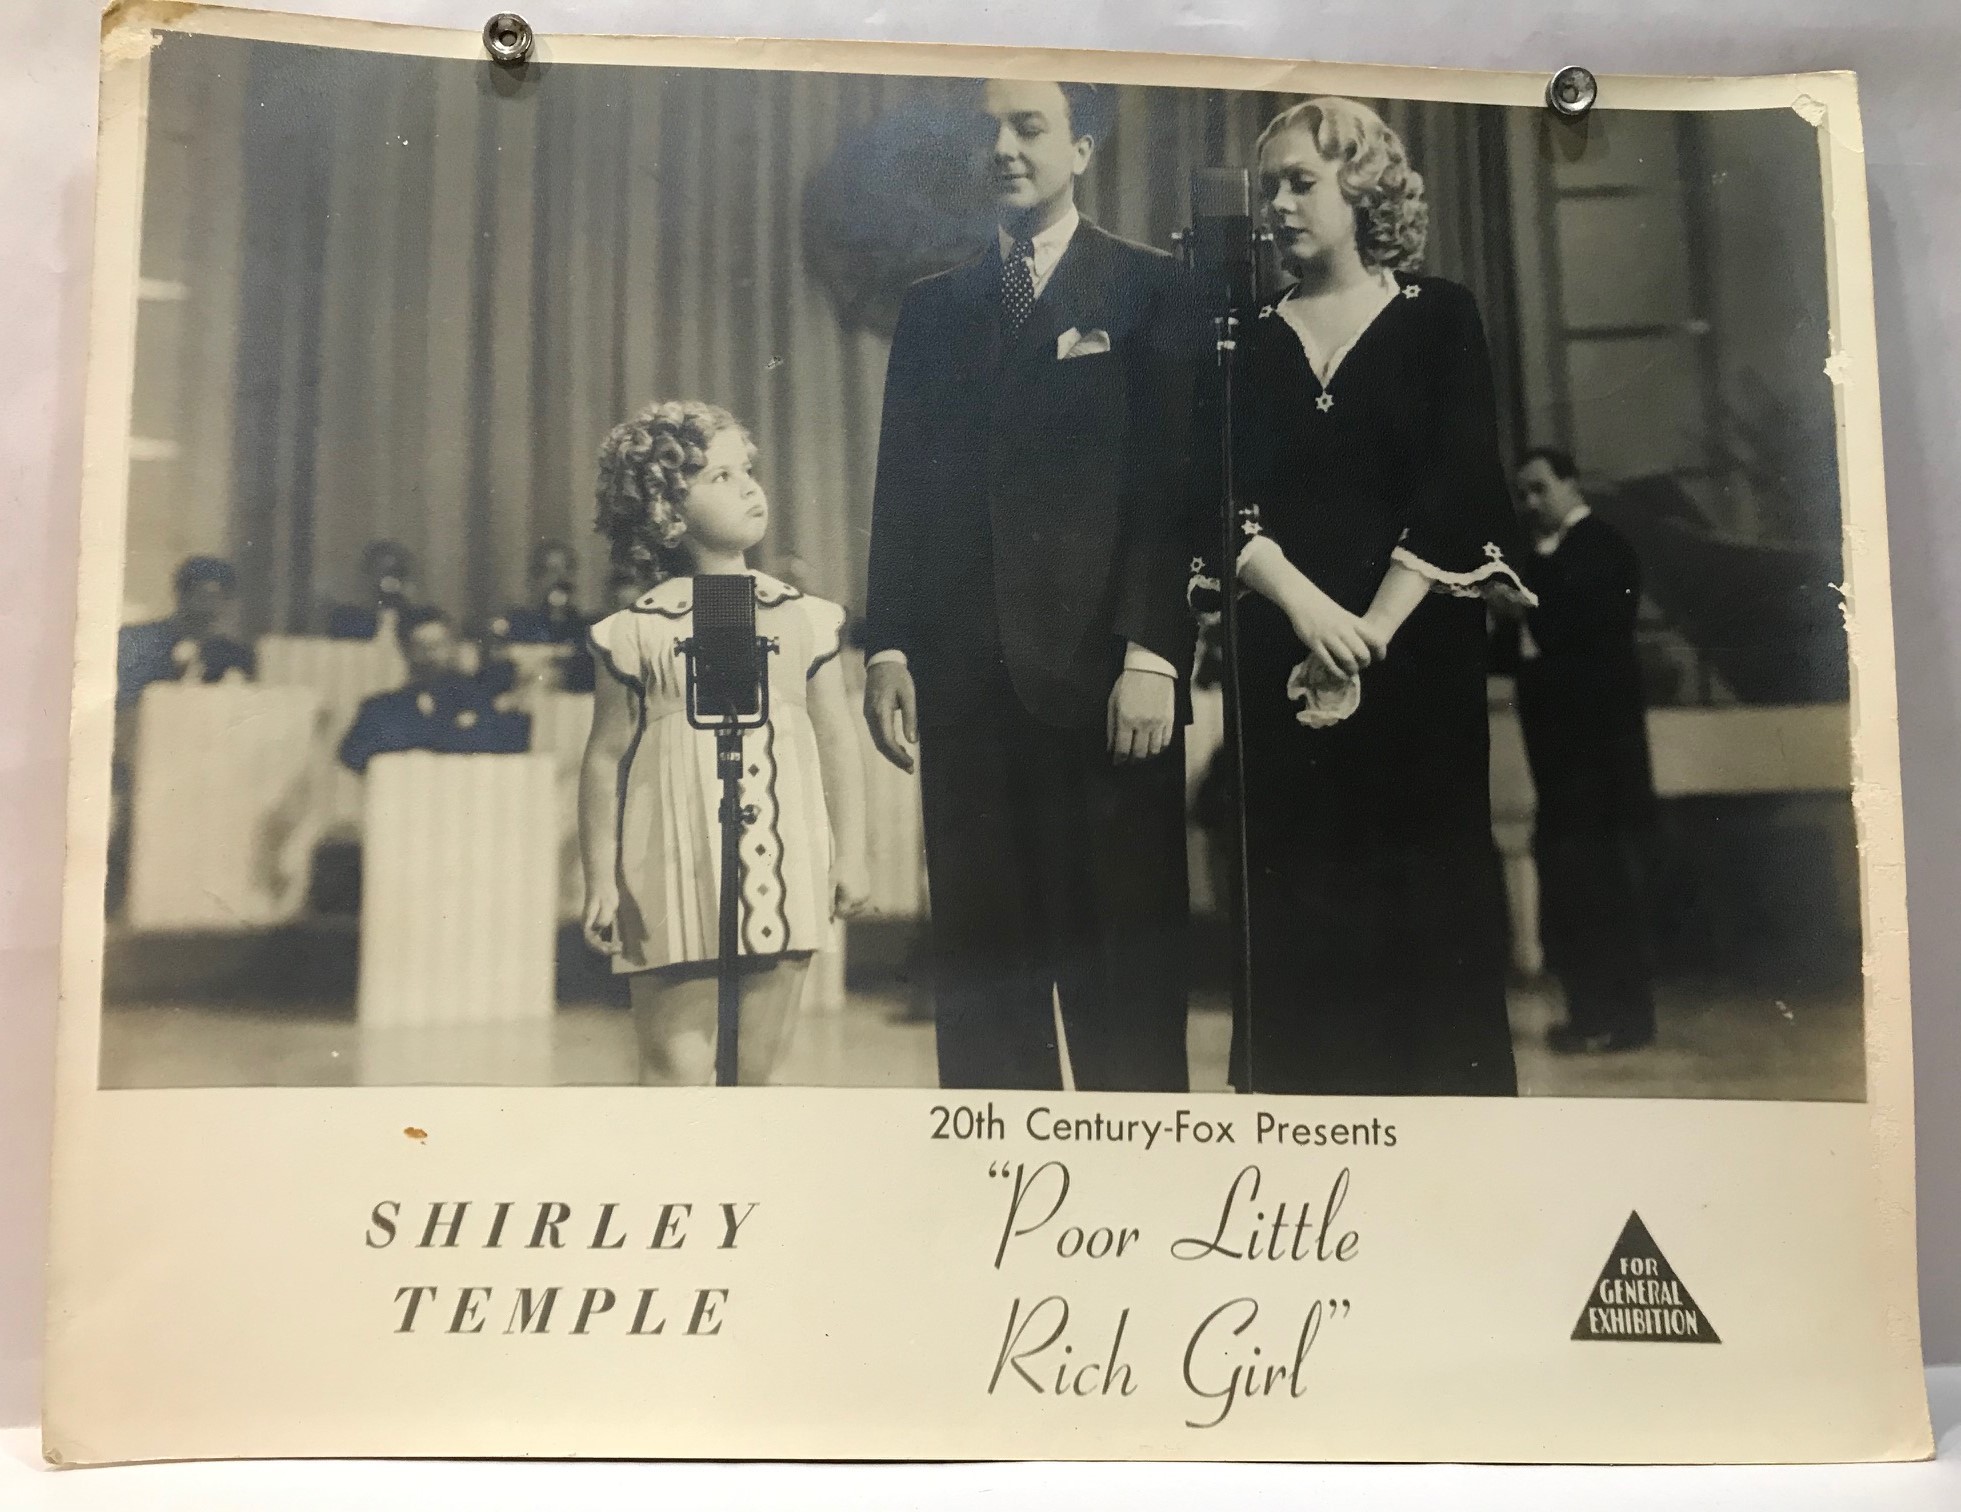 20th Century-Fox Presents
SHIRLEY
TEMPLE
"Poor Little
Rich Girl"
FOR
GENERAL
EXHIBITION